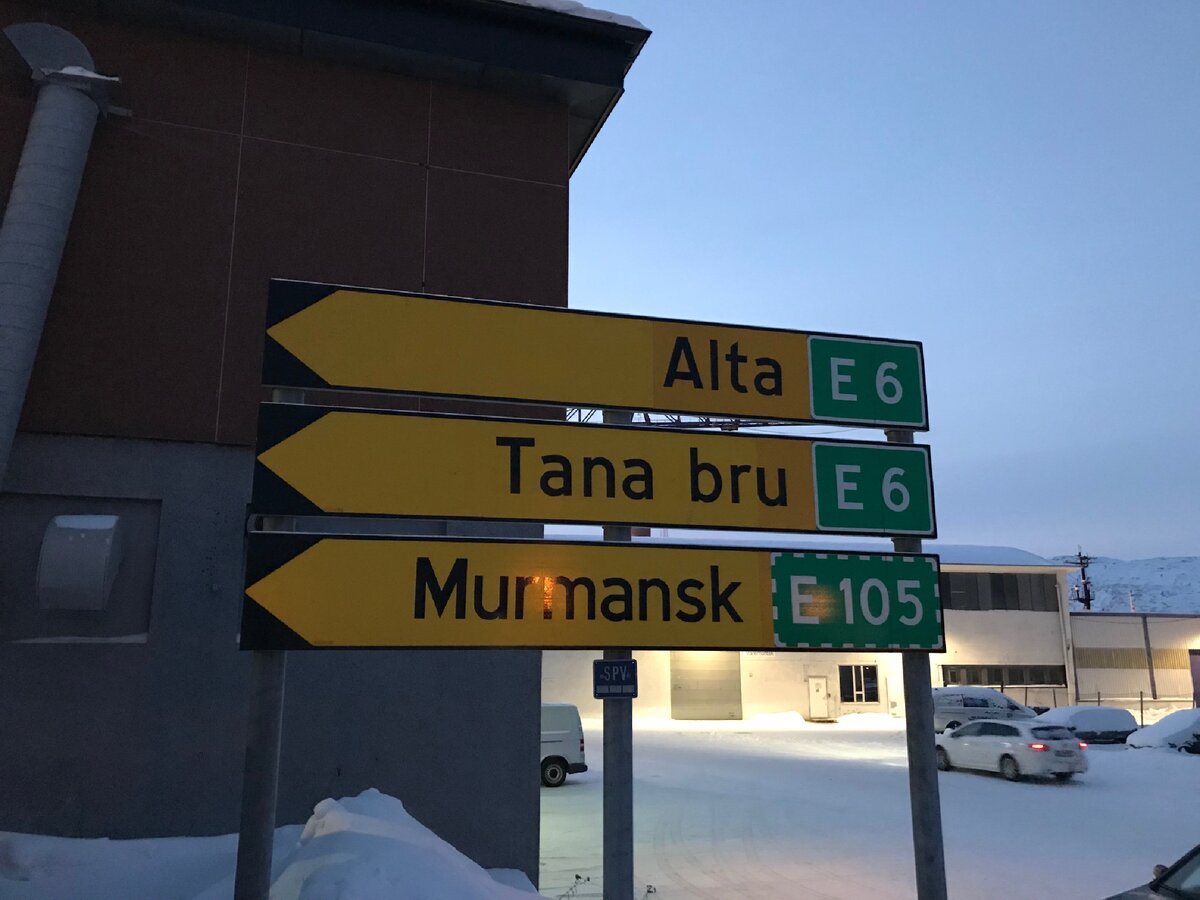 Alta E 6
Tana bru E 6
Murmansk E 105
SPV